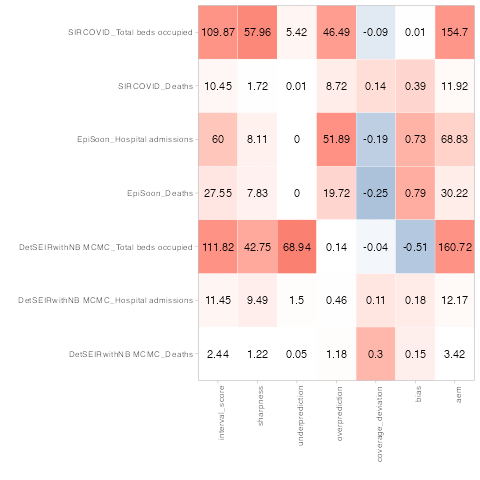 SIRCOVID_Total beds occupied 109.87 57.96 5.42 46.49 -0.09 0.01 154.7
SIRCOVID_Deaths 10.45 1.72 0.01 8.72 0.14 0.39 11.92
EpiSoon_Hospital admissions 60 8.11 0 51.89 -0.19 0.73 68.83
EpiSoon_Deaths 27.55 7.83 0 19.72 -0.25 0.79 30.22
DetSEIRwithNB MCMC_Total beds occupied 111.82 42.75 68.94 0.14 -0.04 -0.51 160.72
DetSEIRwithNB MCMC_Hospital admissions 11.45 9.49 1.5 0.46 0.11 0.18 12.17
DetSEIRwithNB MCMC_Deaths 2.44 1.22 0.05 1.18 0.3 0.15 3.42
interval_score
sharpness
underprediction
overprediction
coverage_deviation
bias
aem